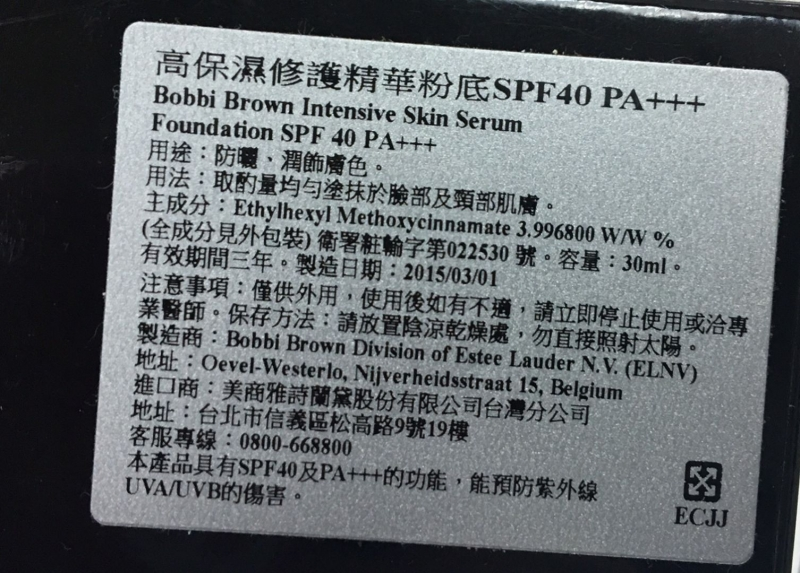 高保濕修護精華粉底SPF40 PA+++
Bobbi Brown Intensive Skin Serum
Foundation SPF 40 PA+++
用途：防曬、潤飾膚色。
用法：取酌量均勻塗抹於臉部及頸部肌膚。
主成分：Ethylhexyl Methoxycinnamate 3.996800 W/W %
(全成分見外包裝) 衛署粧輸字第022530 號。容量：30ml。
有效期間三年。製造日期：2015/03/01
注意事項：僅供外用，使用後如有不適，請立即停止使用或洽專
業醫師。保存方法：請放置陰涼乾燥處，勿直接照射太陽。
製造商：Bobbi Brown Division of Estee Lauder N.V. (ELNV)
地址：Oevel-Westerlo, Nijverheidsstraat 15, Belgium
進口商：美商雅詩蘭黛股份有限公司台灣分公司
地址：台北市信義區松高路9號19樓
客服專線：0800-668800
本產品具有SPF40及PA+++的功能，能預防紫外線
UVA/UVB的傷害。
ECJJ